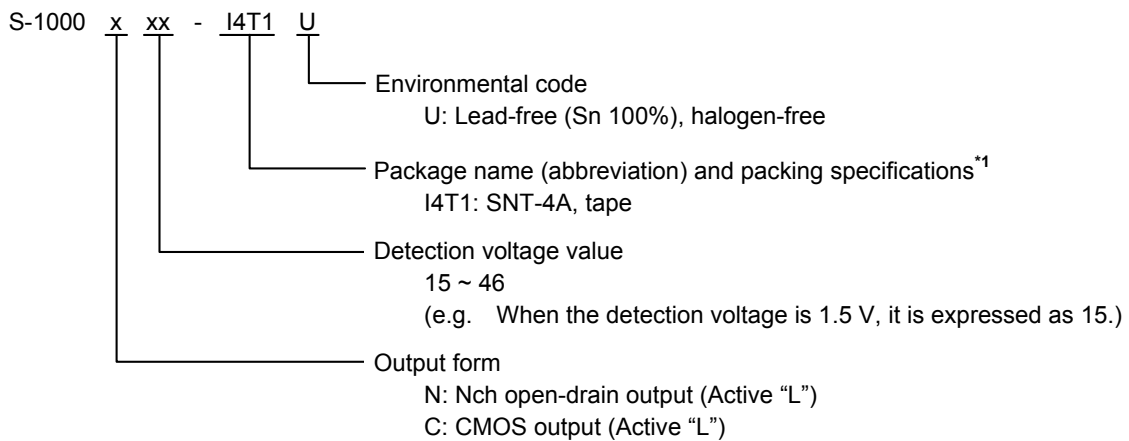 S-1000 x xx - I4T1 U
Environmental code
U: Lead-free (Sn 100%), halogen-free
Package name (abbreviation) and packing specifications*1
I4T1: SNT-4A, tape
Detection voltage value
15 ~ 46
(e.g. When the detection voltage is 1.5 V, it is expressed as 15.)
Output form
N: Nch open-drain output (Active “L”)
C: CMOS output (Active “L”)